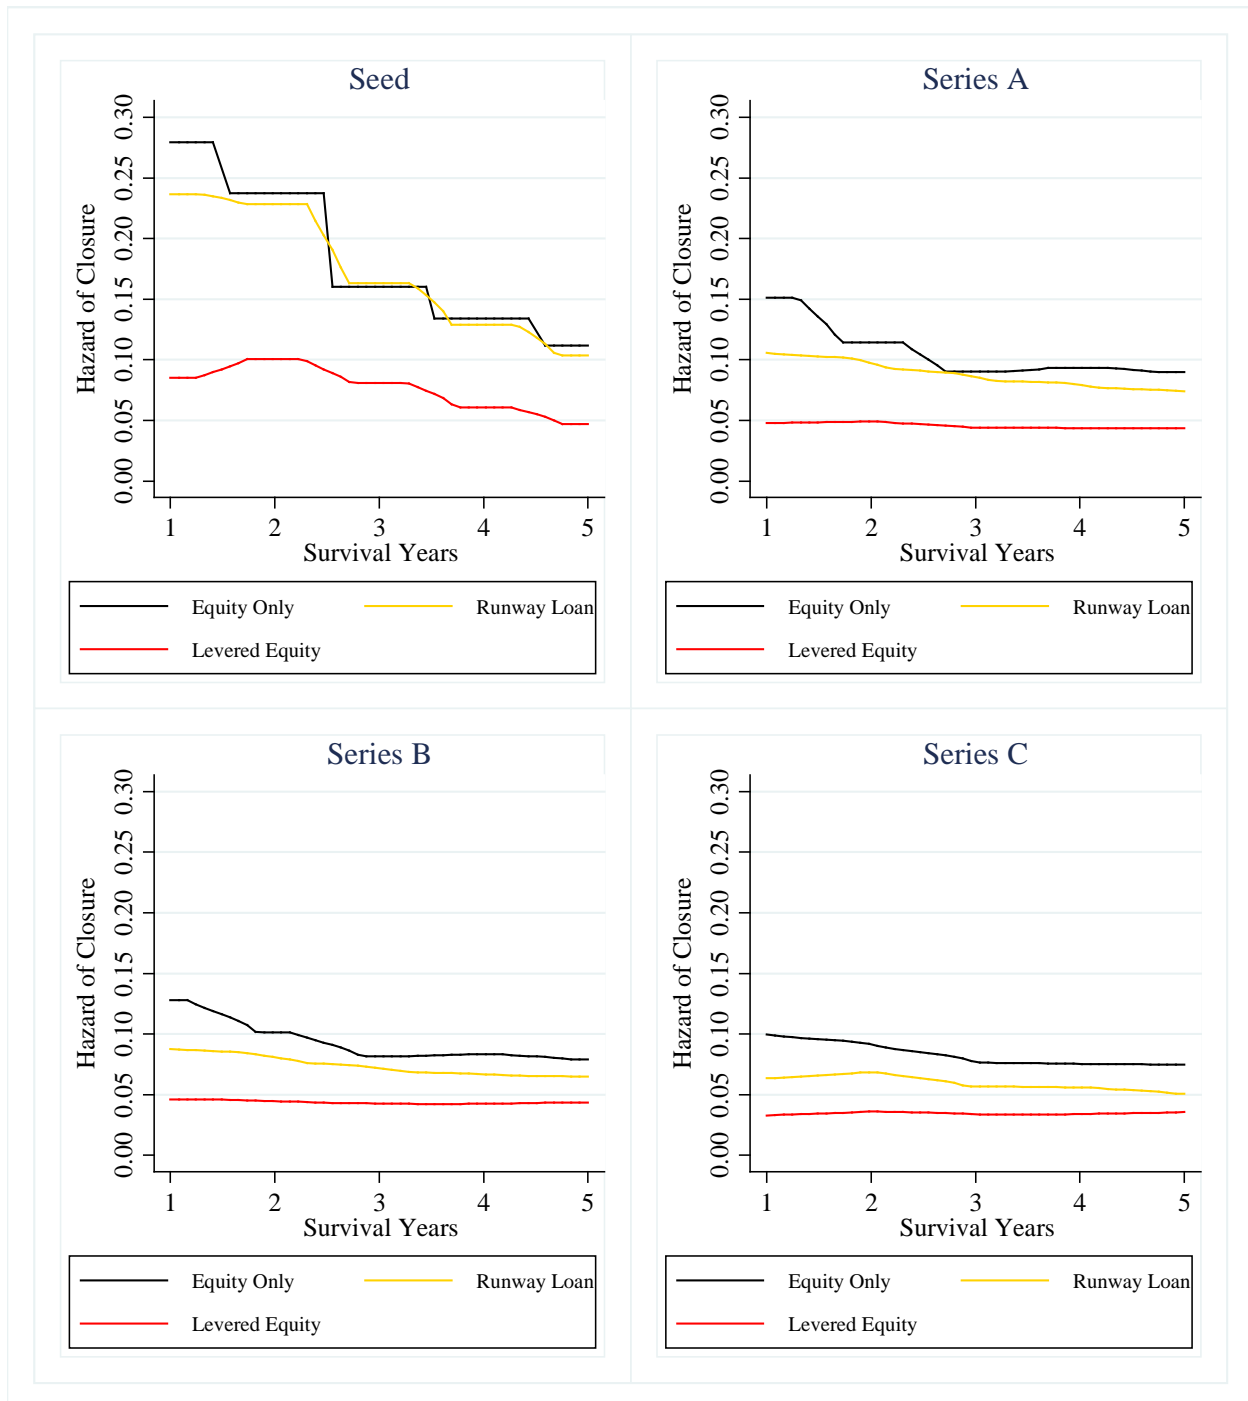 Seed
Hazard of Closure
0.30
0.25
0.20
0.15
0.10
0.05
0.00
1 2 3 4 5
Survival Years
Equity Only Runway Loan
Levered Equity
Series A
Hazard of Closure
0.30
0.25
0.20
0.15
0.10
0.05
0.00
1 2 3 4 5
Survival Years
Equity Only Runway Loan
Levered Equity
Series B
Hazard of Closure
0.30
0.25
0.20
0.15
0.10
0.05
0.00
1 2 3 4 5
Survival Years
Equity Only Runway Loan
Levered Equity
Series C
Hazard of Closure
0.30
0.25
0.20
0.15
0.10
0.05
0.00
1 2 3 4 5
Survival Years
Equity Only Runway Loan
Levered Equity